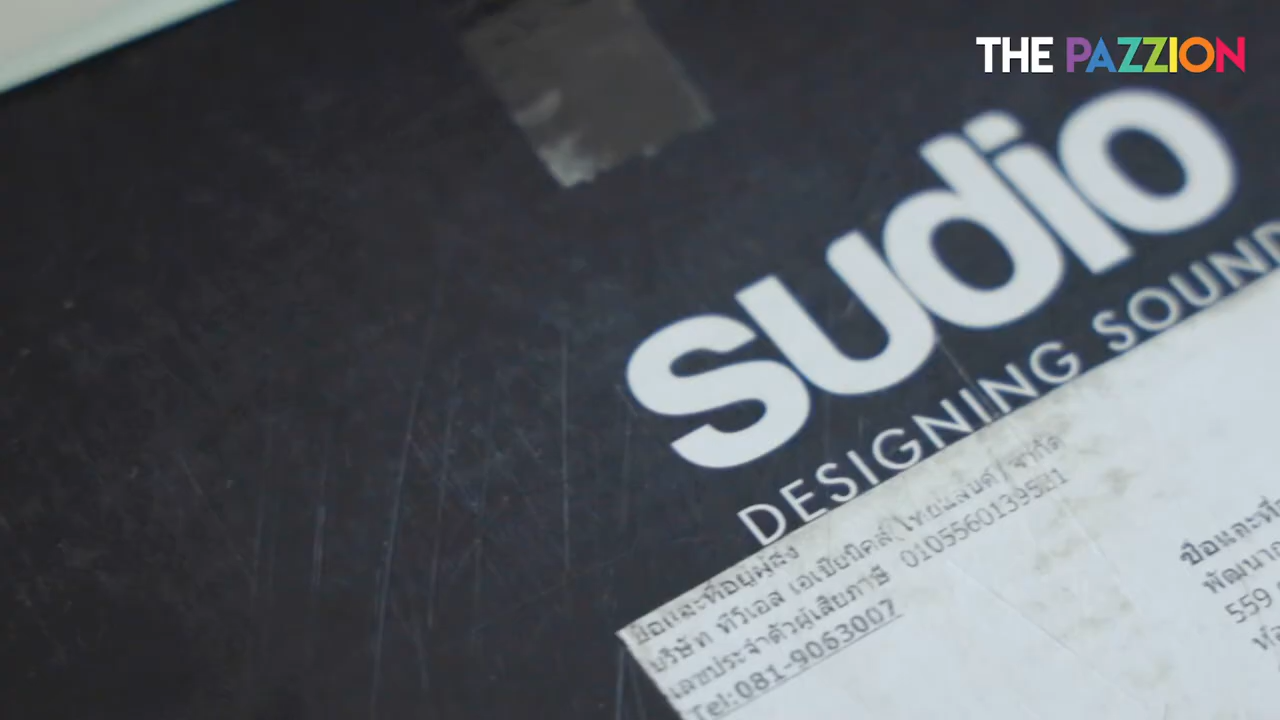 THE PAZZION
sudio
DESIGNING SOUND
ชื่อและที่อยู่ผู้ส่ง
บริษัท ทีวีเอส เอเชียนิคส์(ไทยแลนด์) จำกัด
เลขประจำตัวผู้เสียภาษี 0105560139521
Tel:081-9063007
ชื่อและที่
พัฒนา
559